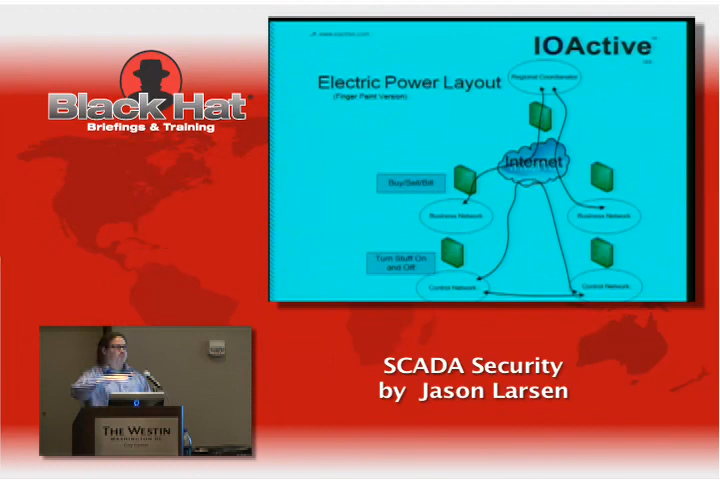 Black Hat
Briefings & Training
www.ioactive.com
IOActive
Electric Power Layout
(Finger Paint Version)
Regional Coordinator
Internet
Buy/Sell/Bill
Business Network
Business Network
Turn Stuff On
and Off
Control Network
Control Network
SCADA Security
by Jason Larsen
THE WESTIN
WASHINGTON DC